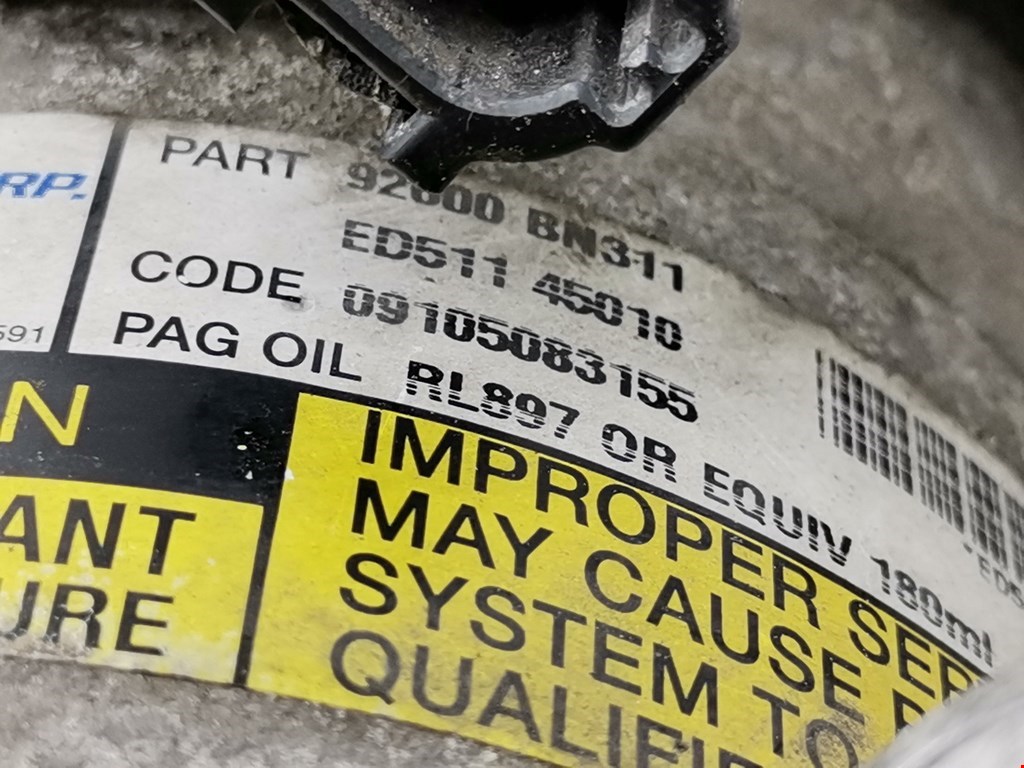 RP.
PART 92600 BN311
ED511 45010
CODE 09105083155
591
PAG OIL RL897 OR EQUIV 180ml
N
ANT
URE
IMPROPER SER
MAY CAUSE
SYSTEM TO
QUALIFI